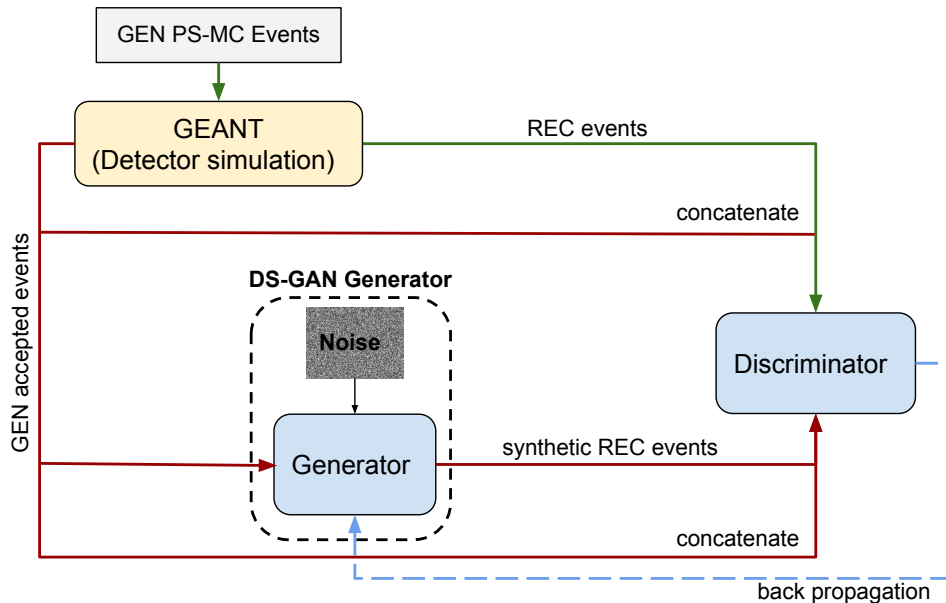 GEN PS-MC Events
GEANT
(Detector simulation)
REC events
concatenate
GEN accepted events
DS-GAN Generator
Noise
Discriminator
Generator
synthetic REC events
concatenate
back propagation